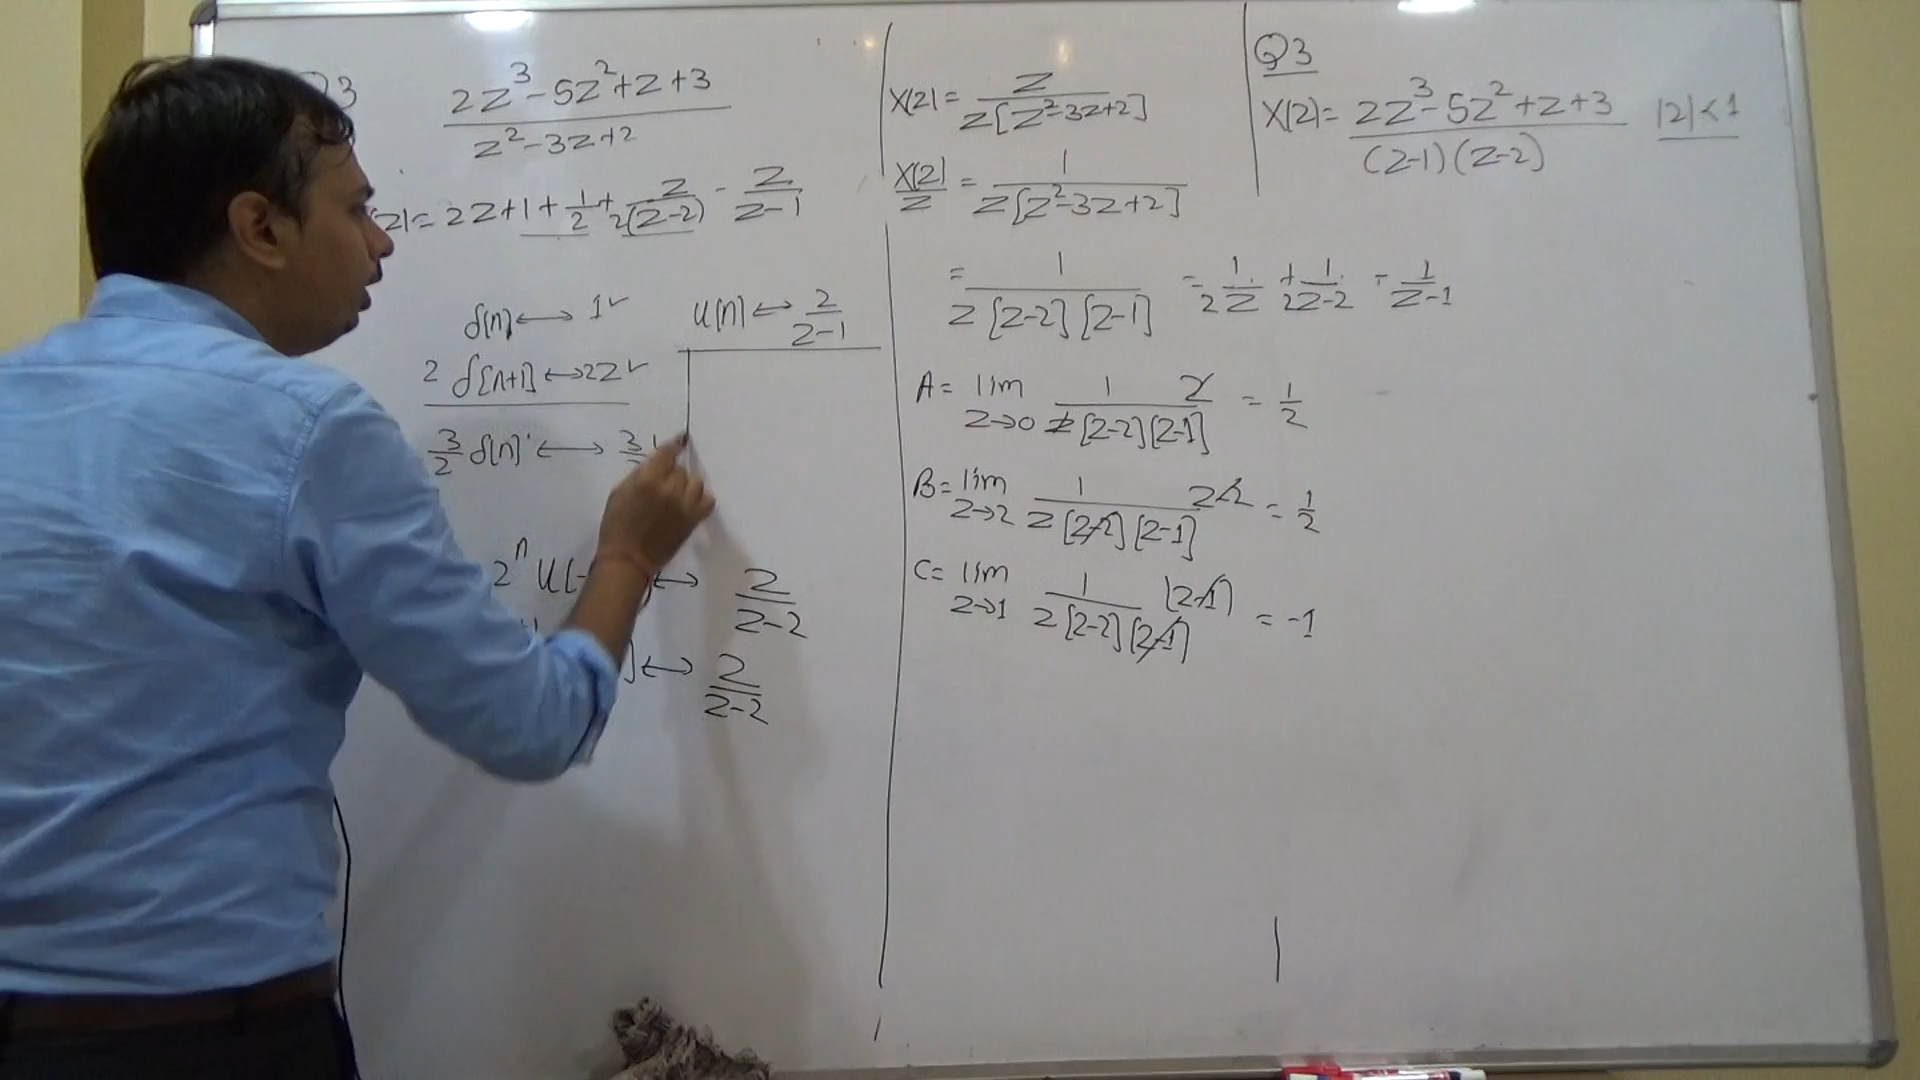 Q3
2Z³-5Z²+Z+3 / Z²-3Z+2
Z)=2Z+1+1/2+Z/2(Z-2)-Z/Z-1
δ[n]↔1✓
2 δ[n+1]↔2Z✓
3/2 δ[n]↔3
U[n]↔Z/Z-1
2ⁿU[ ↔ Z/Z-2
]↔Z/Z-2
X(Z)=Z/Z[Z²-3Z+2]
X(Z)/Z=1/Z[Z²-3Z+2]
=1/Z[Z-2][Z-1] =1/2Z+1/2Z-2-1/Z-1
A=lim Z→0 1/Z[Z-2][Z-1] Z =1/2
B=lim Z→2 1/Z[Z-2][Z-1] Z-2 =1/2
C=lim Z→1 1/Z[Z-2][Z-1] (Z-1) =-1
Q3
X(Z)=2Z³-5Z²+Z+3/(Z-1)(Z-2) |Z|<1